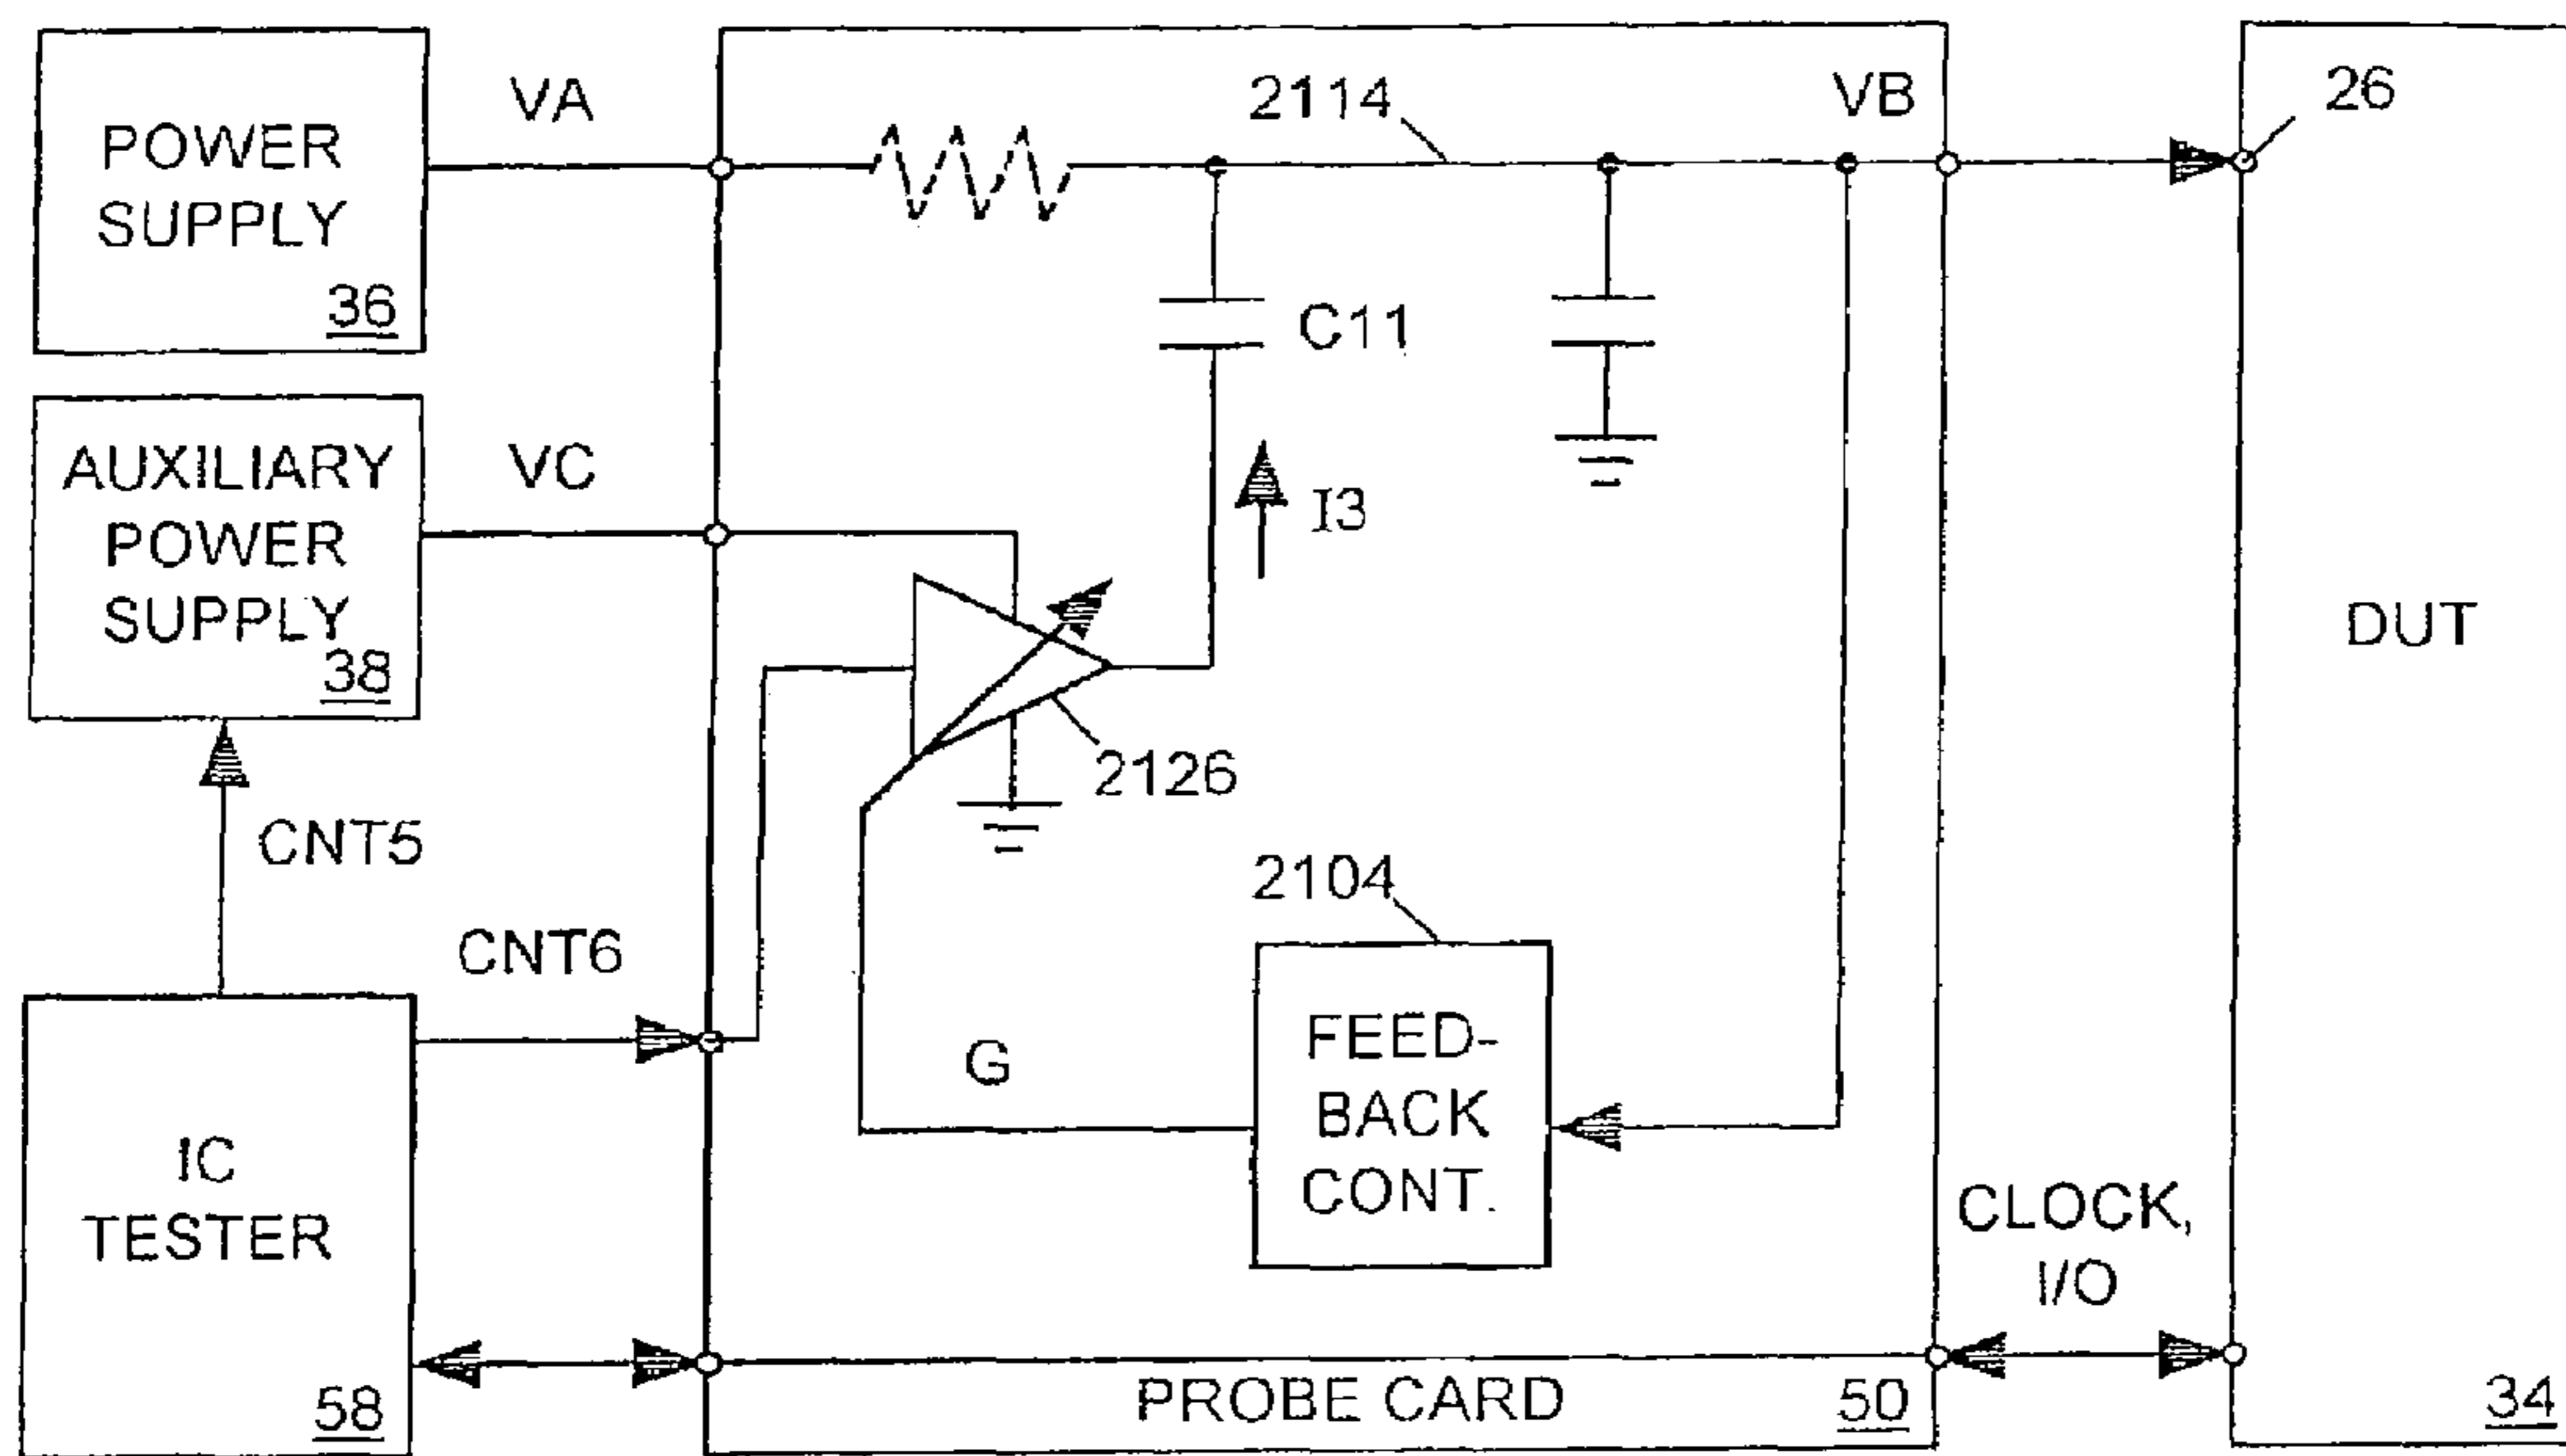 POWER
SUPPLY
36
VA
2114
VB
26
C11
AUXILIARY
POWER
SUPPLY
38
VC
I3
DUT
2126
CNT5
2104
CNT6
FEED-
BACK
CONT.
G
IC
TESTER
58
CLOCK,
I/O
PROBE CARD
50
34